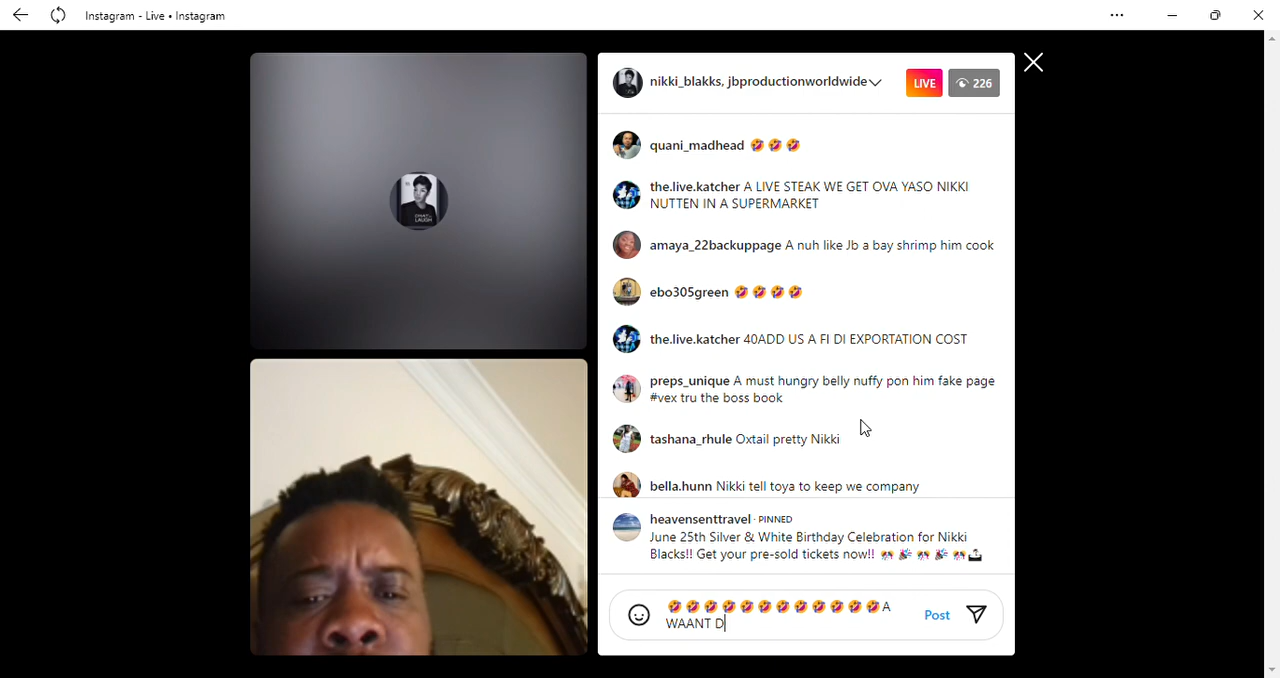 Instagram - Live • Instagram
nikki_blakks, jbproductionworldwide
LIVE
226
quani_madhead 🤣 🤣 🤣
the.live.katcher A LIVE STEAK WE GET OVA YASO NIKKI
NUTTEN IN A SUPERMARKET
amaya_22backuppage A nuh like Jb a bay shrimp him cook
ebo305green 🤣 🤣 🤣 🤣
the.live.katcher 40ADD US A FI DI EXPORTATION COST
preps_unique A must hungry belly nuffy pon him fake page
#vex tru the boss book
tashana_rhule Oxtail pretty Nikki
bella.hunn Nikki tell toya to keep we company
heavensenttravel · PINNED
June 25th Silver & White Birthday Celebration for Nikki
Blacks!! Get your pre-sold tickets now!! 🎊 🎉 🎊 🎉 🎊 🕹
🤣 🤣 🤣 🤣 🤣 🤣 🤣 🤣 🤣 🤣 🤣 🤣 A
WAANT D
Post